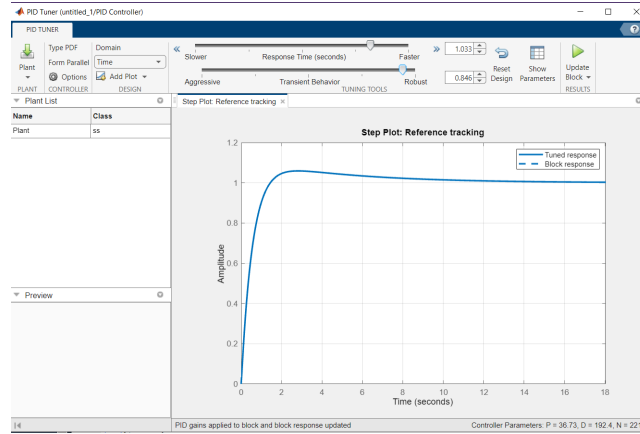 PID Tuner (untitled_1/PID Controller)
PID TUNER
Plant
PLANT
Type PDF
Form Parallel
Options
CONTROLLER
Domain
Time
Add Plot
DESIGN
Slower
Response Time (seconds)
Faster
1.033
Aggressive
Transient Behavior
Robust
0.846
TUNING TOOLS
Reset
Design
Show
Parameters
Update
Block
RESULTS
Plant List
Name Class
Plant ss
Preview
Step Plot: Reference tracking
Step Plot: Reference tracking
Tuned response
Block response
1.2
1
0.8
0.6
0.4
0.2
0
Amplitude
0 2 4 6 8 10 12 14 16 18
Time (seconds)
PID gains applied to block and block response updated
Controller Parameters: P = 36.73, D = 192.4, N =